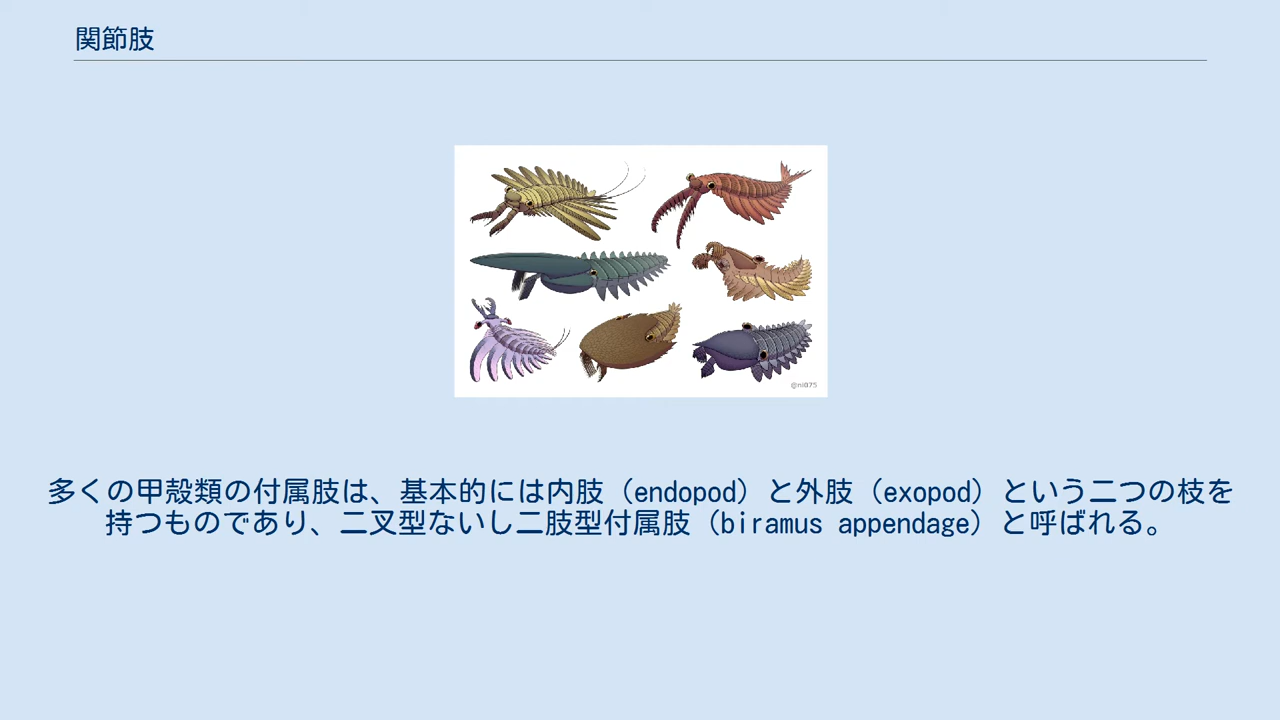 関節肢
@ni075
多くの甲殻類の付属肢は、基本的には内肢（endopod）と外肢（exopod）という二つの枝を
持つものであり、二叉型ないし二肢型付属肢（biramus appendage）と呼ばれる。